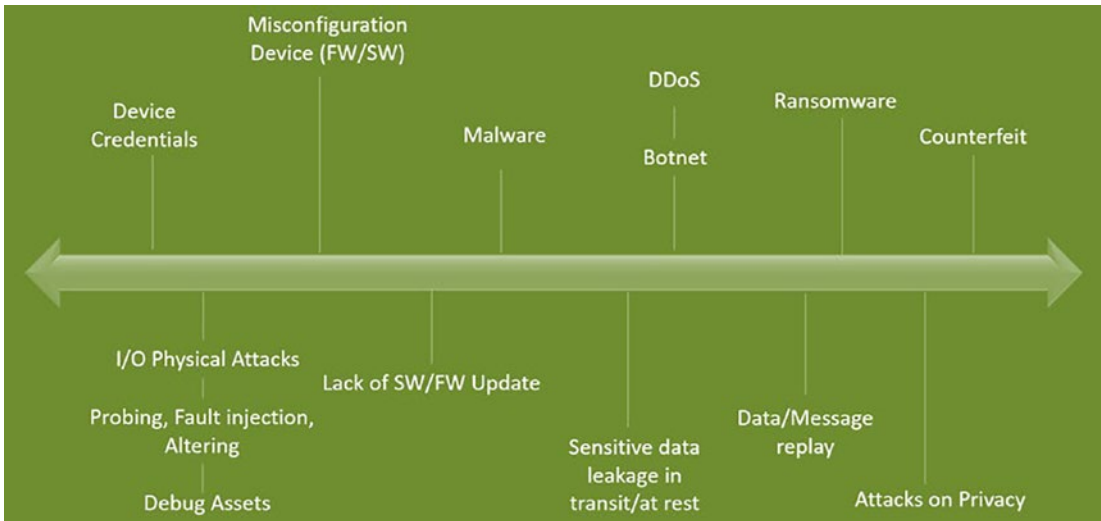 Misconfiguration
Device (FW/SW)
Device
Credentials
Malware
DDoS
Botnet
Ransomware
Counterfeit
I/O Physical Attacks
Probing, Fault injection,
Altering
Debug Assets
Lack of SW/FW Update
Sensitive data
leakage in
transit/at rest
Data/Message
replay
Attacks on Privacy